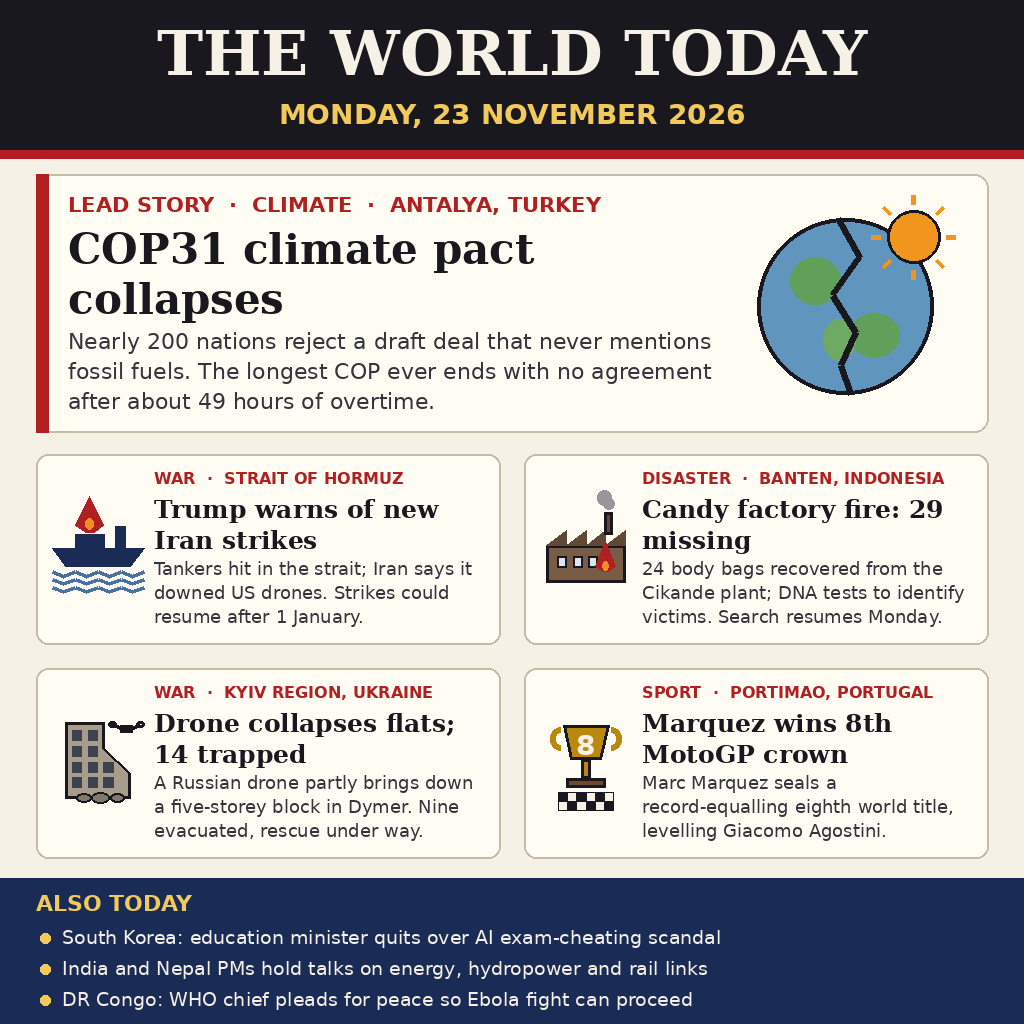 THE WORLD TODAY
MONDAY, 23 NOVEMBER 2026
LEAD STORY · CLIMATE · ANTALYA, TURKEY
COP31 climate pact
collapses
Nearly 200 nations reject a draft deal that never mentions
fossil fuels. The longest COP ever ends with no agreement
after about 49 hours of overtime.
WAR · STRAIT OF HORMUZ
Trump warns of new
Iran strikes
Tankers hit in the strait; Iran says it
downed US drones. Strikes could
resume after 1 January.
DISASTER · BANTEN, INDONESIA
Candy factory fire: 29
missing
24 body bags recovered from the
Cikande plant; DNA tests to identify
victims. Search resumes Monday.
WAR · KYIV REGION, UKRAINE
Drone collapses flats;
14 trapped
A Russian drone partly brings down
a five-storey block in Dymer. Nine
evacuated, rescue under way.
SPORT · PORTIMAO, PORTUGAL
Marquez wins 8th
MotoGP crown
Marc Marquez seals a
record-equalling eighth world title,
levelling Giacomo Agostini.
8
ALSO TODAY
South Korea: education minister quits over AI exam-cheating scandal
India and Nepal PMs hold talks on energy, hydropower and rail links
DR Congo: WHO chief pleads for peace so Ebola fight can proceed